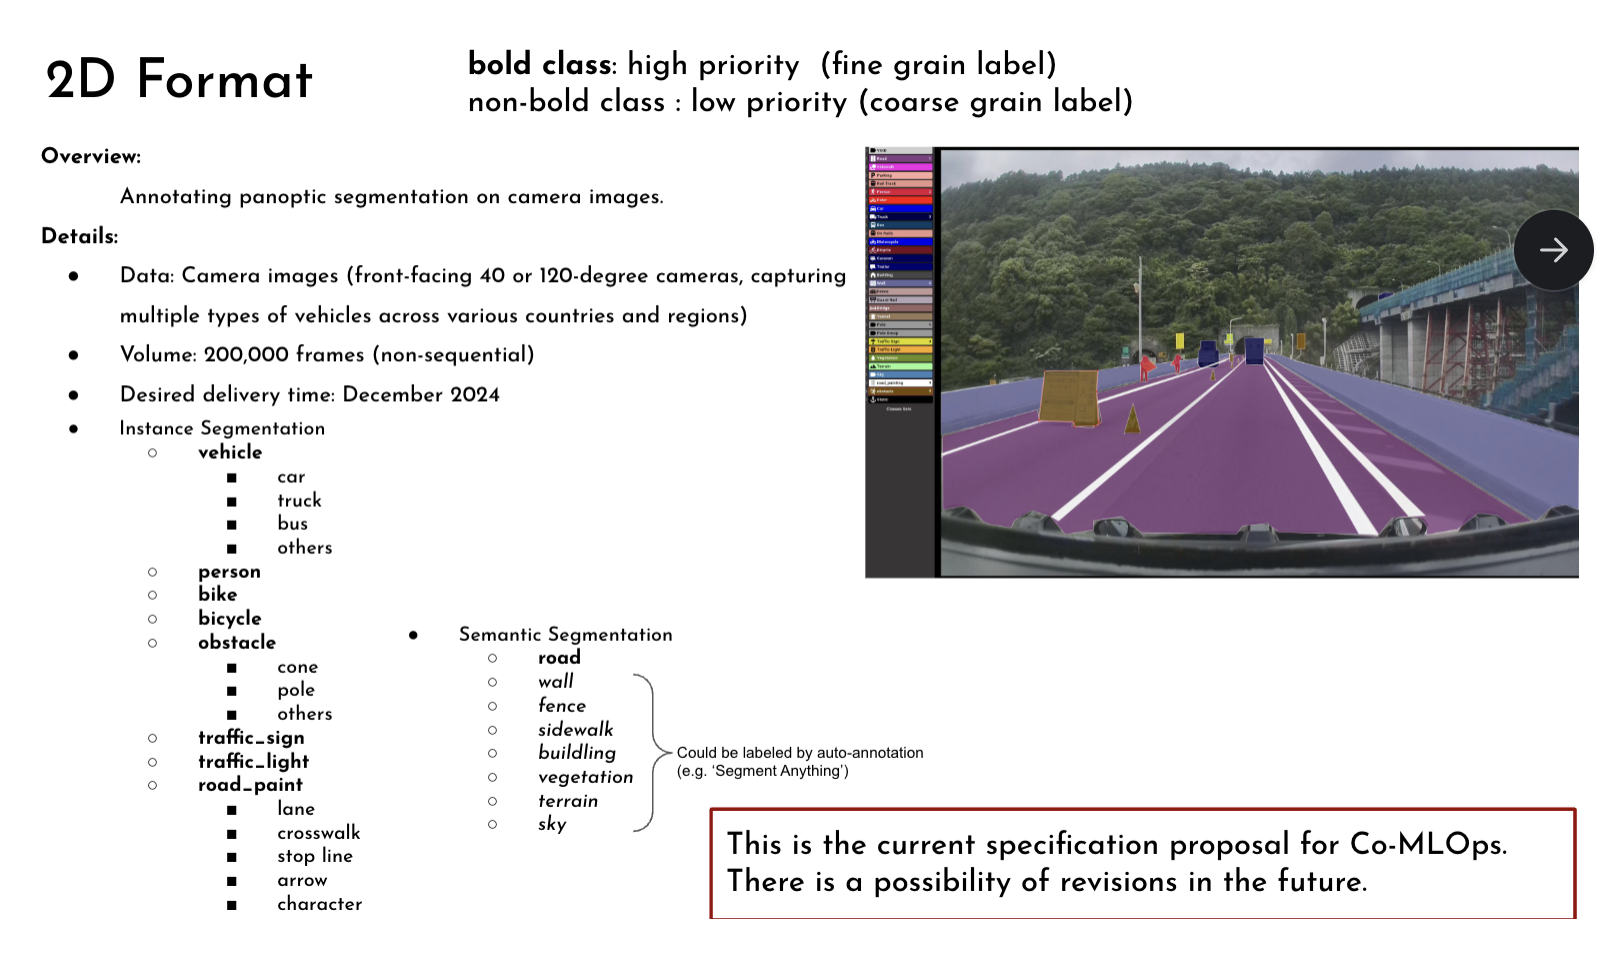 2D Format
bold class: high priority (fine grain label)
non-bold class : low priority (coarse grain label)
Overview:
Annotating panoptic segmentation on camera images.
Details:
● Data: Camera images (front-facing 40 or 120-degree cameras, capturing
multiple types of vehicles across various countries and regions)
● Volume: 200,000 frames (non-sequential)
● Desired delivery time: December 2024
● Instance Segmentation
○ vehicle
■ car
■ truck
■ bus
■ others
○ person
○ bike
○ bicycle
○ obstacle
■ cone
■ pole
■ others
○ traffic_sign
○ traffic_light
○ road_paint
■ lane
■ crosswalk
■ stop line
■ arrow
■ character
● Semantic Segmentation
○ road
○ wall
○ fence
○ sidewalk
○ buildling
○ vegetation
○ terrain
○ sky
Could be labeled by auto-annotation
(e.g. ‘Segment Anything’)
This is the current specification proposal for Co-MLOps.
There is a possibility of revisions in the future.